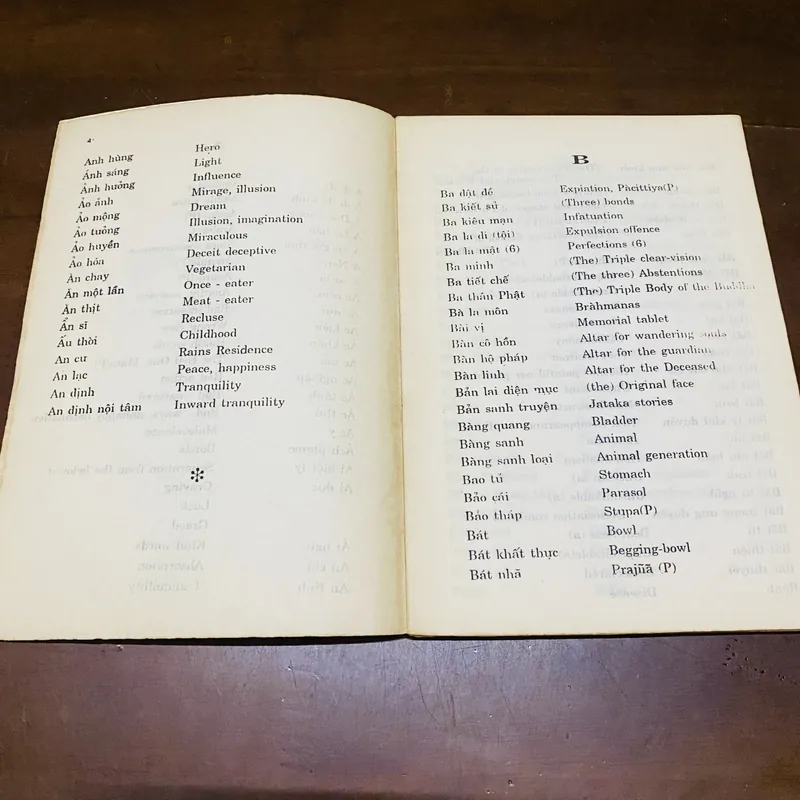 4
Anh hùng Hero
Ánh sáng Light
Ảnh hưởng Influence
Ảo ảnh Mirage, illusion
Ảo mộng Dream
Ảo tưởng Illusion, imagination
Ảo huyền Miraculous
Ảo hóa Deceit deceptive
Ăn chay Vegetarian
Ăn một lần Once - eater
Ăn thịt Meat - eater
Ẩn sĩ Recluse
Ấu thời Childhood
An cư Rains Residence
An lạc Peace, happiness
An định Tranquility
An định nội tâm Inward tranquility
B
Ba dật đề Expiation, Pàcittiya(P)
Ba kiết sử (Three) bonds
Ba kiêu mạn Infatuation
Ba la di (tội) Expulsion offence
Ba la mật (6) Perfections (6)
Ba minh (The) Triple clear-vision
Ba tiết chế (The three) Abstentions
Ba thân Phật (The) Triple Body of the Buddha
Bà la môn Bràhmanas
Bài vị Memorial tablet
Bàn cô hồn Altar for wandering souls
Bàn hộ pháp Altar for the guardian
Bàn linh Altar for the Deceased
Bản lai diện mục (the) Original face
Bản sanh truyện Jataka stories
Bàng quang Bladder
Bàng sanh Animal
Bàng sanh loại Animal generation
Bao tử Stomach
Bảo cái Parasol
Bảo tháp Stupa(P)
Bát Bowl
Bát khất thực Begging-bowl
Bát nhã Prajñã (P)